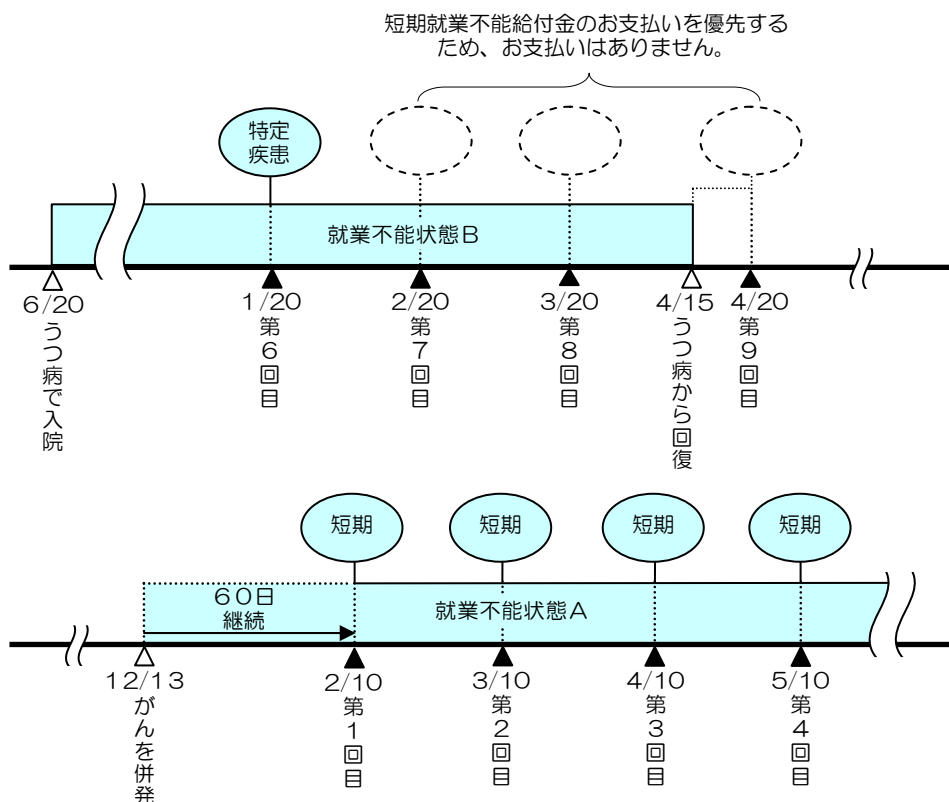 短期就業不能給付金のお支払いを優先する
ため、お支払いはありません。
特定
疾患
就業不能状態B
6/20
うつ病で入院
1/20
第6回目
2/20
第7回目
3/20
第8回目
4/15
うつ病から回復
4/20
第9回目
短期
短期
短期
短期
60日
継続
就業不能状態A
12/13
がんを併発
2/10
第1回目
3/10
第2回目
4/10
第3回目
5/10
第4回目